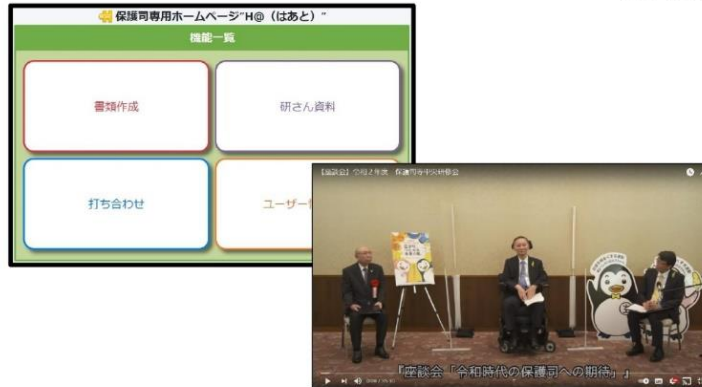 保護司専用ホームページ"H@（はあと）"
機能一覧
書類作成
研さん資料
打ち合わせ
ユーザー
【座談会】令和２年度　保護司等中央研修会
『座談会「令和時代の保護司への期待」』